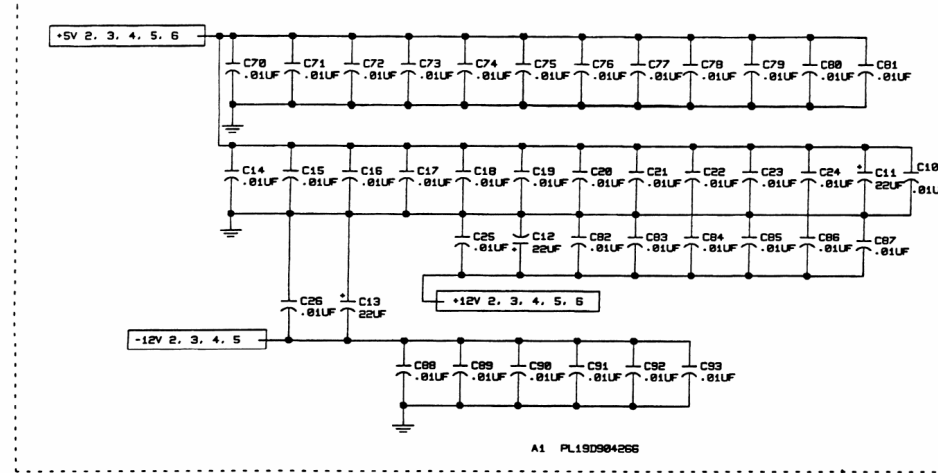 +5V 2, 3, 4, 5, 6
C70 C71 C72 C73 C74 C75 C76 C77 C78 C79 C80 C81
.01UF .01UF .01UF .01UF .01UF .01UF .01UF .01UF .01UF .01UF .01UF .01UF
C14 C15 C16 C17 C18 C19 C20 C21 C22 C23 C24 + C11 C10
.01UF .01UF .01UF .01UF .01UF .01UF .01UF .01UF .01UF .01UF .01UF 22UF .01U
C25 C12 C82 C83 C84 C85 C86 C87
.01UF + 22UF .01UF .01UF .01UF .01UF .01UF .01UF
C26 + C13 +12V 2, 3, 4, 5, 6
.01UF 22UF
-12V 2, 3, 4, 5
C88 C89 C90 C91 C92 C93
.01UF .01UF .01UF .01UF .01UF .01UF
A1 PL19D904266